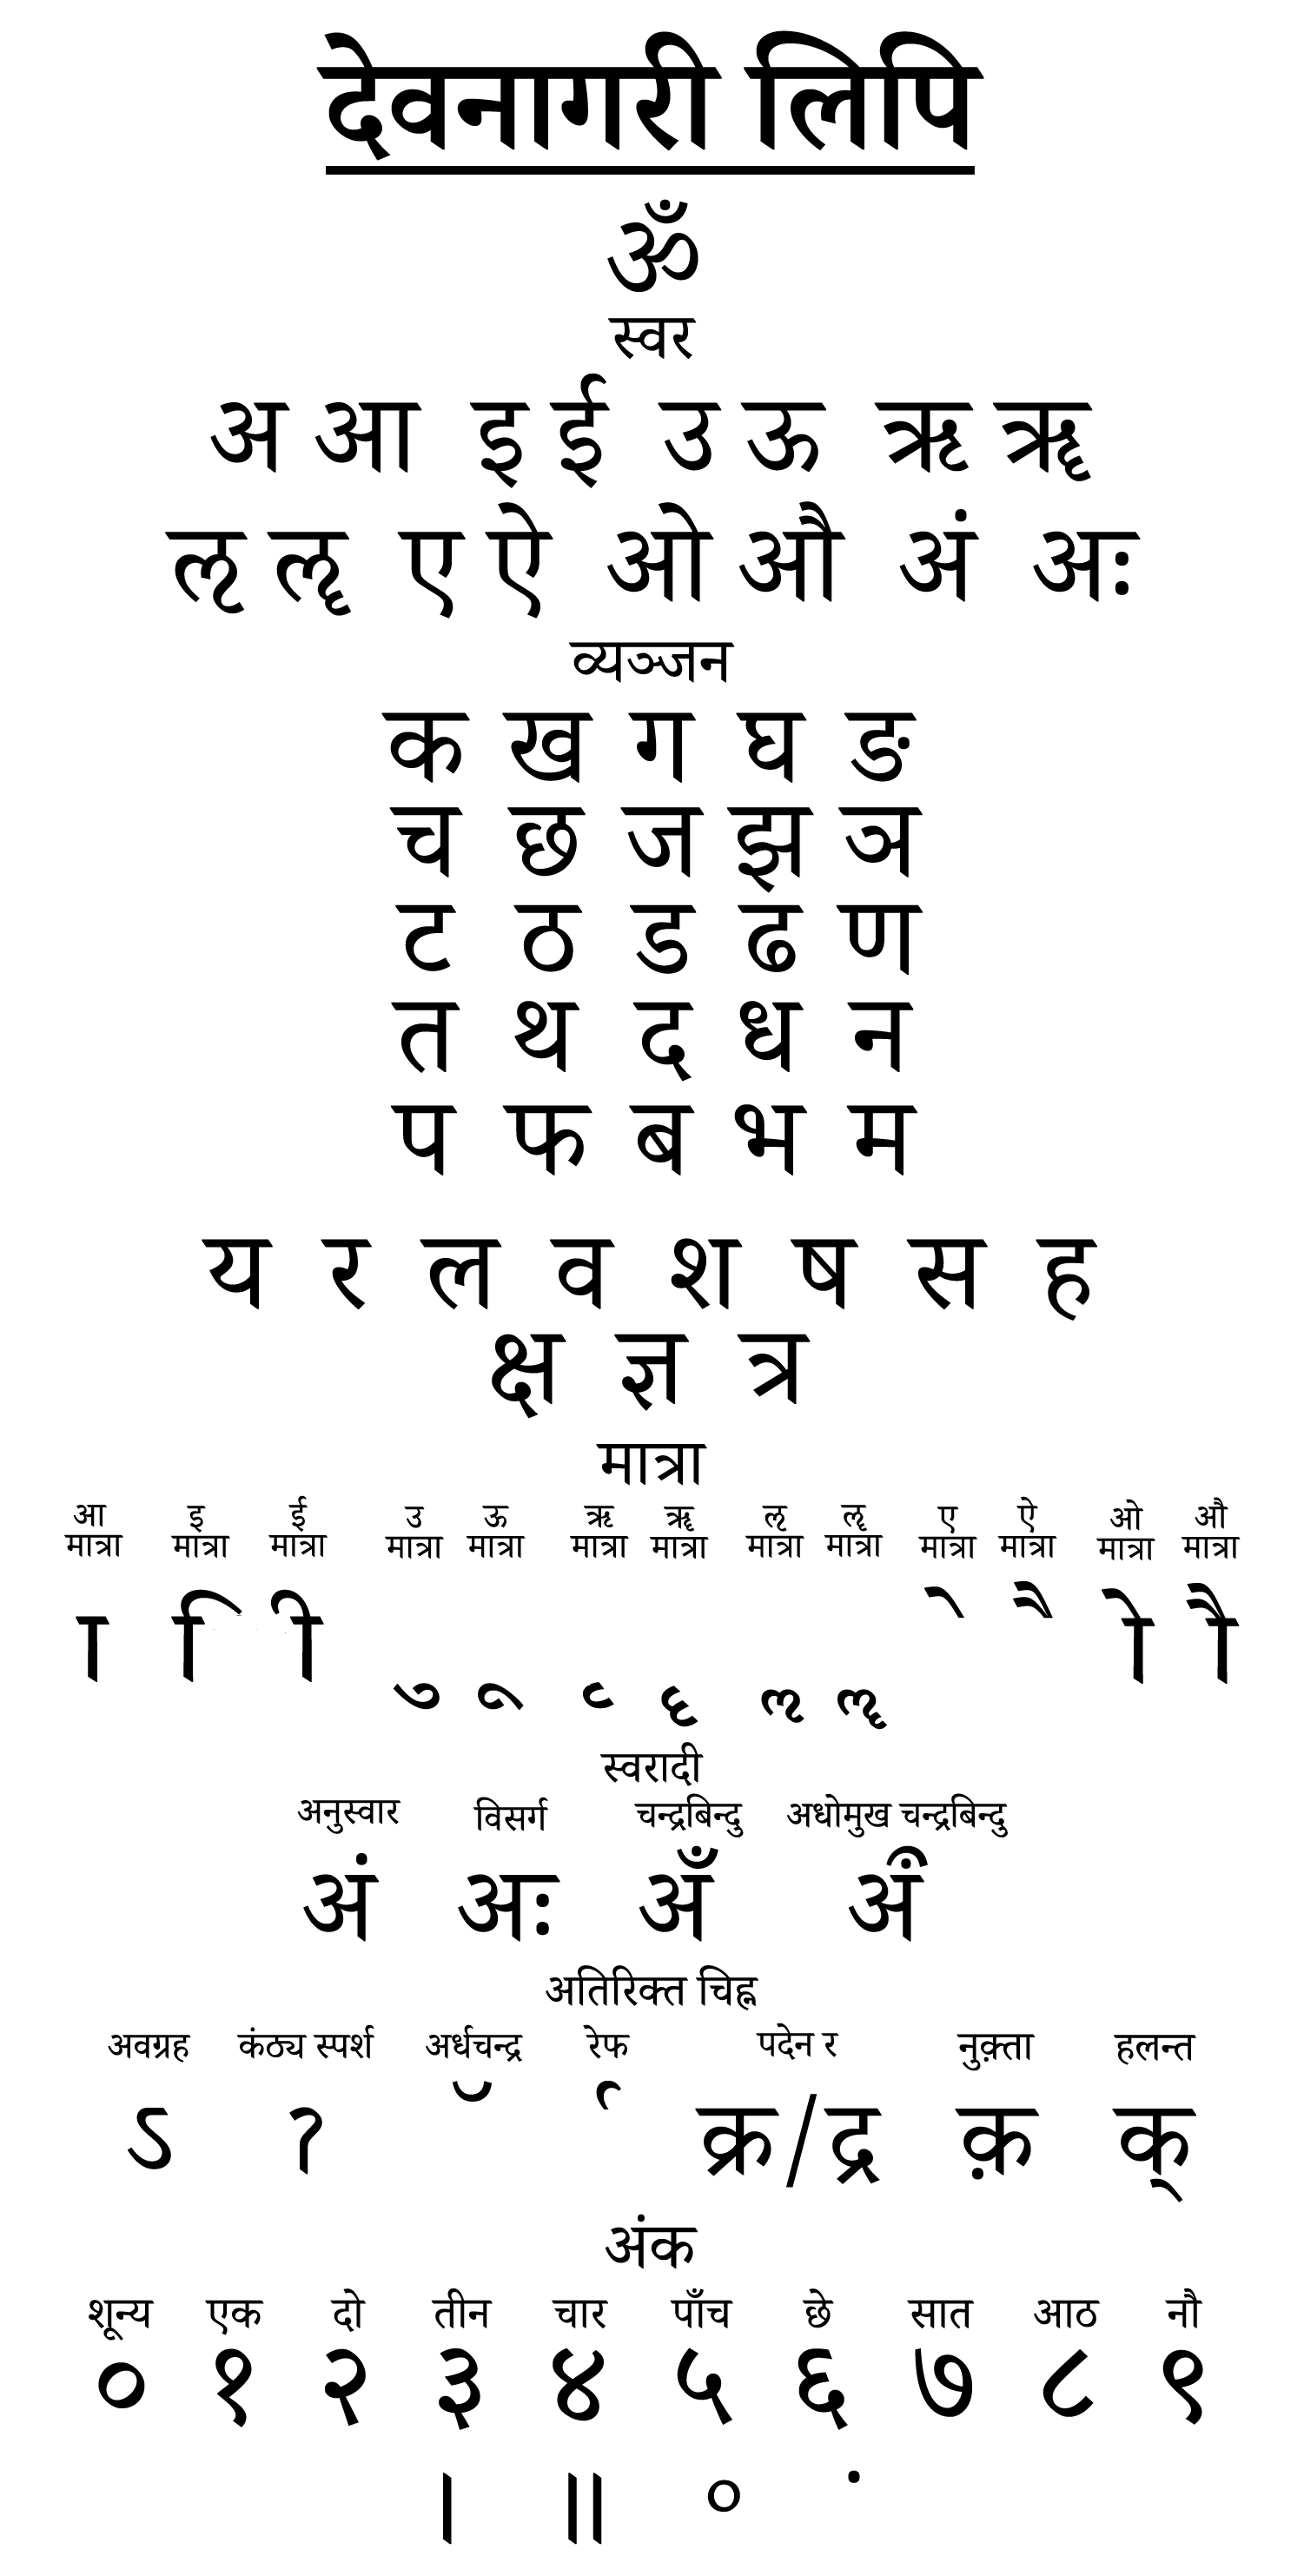 देवनागरी लिपि
ॐ
स्वर
अ आ इ ई उ ऊ ऋ ॠ
ऌ ॡ ए ऐ ओ औ अं अः
व्यञ्जन
क ख ग घ ङ
च छ ज झ ञ
ट ठ ड ढ ण
त थ द ध न
प फ ब भ म
य र ल व श ष स ह
क्ष ज्ञ त्र
मात्रा
आ इ ई उ ऊ ऋ ॠ ऌ ॡ ए ऐ ओ औ
मात्रा मात्रा मात्रा मात्रा मात्रा मात्रा मात्रा मात्रा मात्रा मात्रा मात्रा मात्रा मात्रा
ा ि ी ु ू ृ ॄ ॢ ॣ े ै ो ौ
स्वरादी
अनुस्वार विसर्ग चन्द्रबिन्दु अधोमुख चन्द्रबिन्दु
अं अः अँ अऀ
अतिरिक्त चिह्न
अवग्रह कंठ्य स्पर्श अर्धचन्द्र रेफ पदेन र नुक़्ता हलन्त
ऽ ॽ ॅ र् क्र/द्र क़ क्
अंक
शून्य एक दो तीन चार पाँच छे सात आठ नौ
० १ २ ३ ४ ५ ६ ७ ८ ९
। ॥ ॰ ं